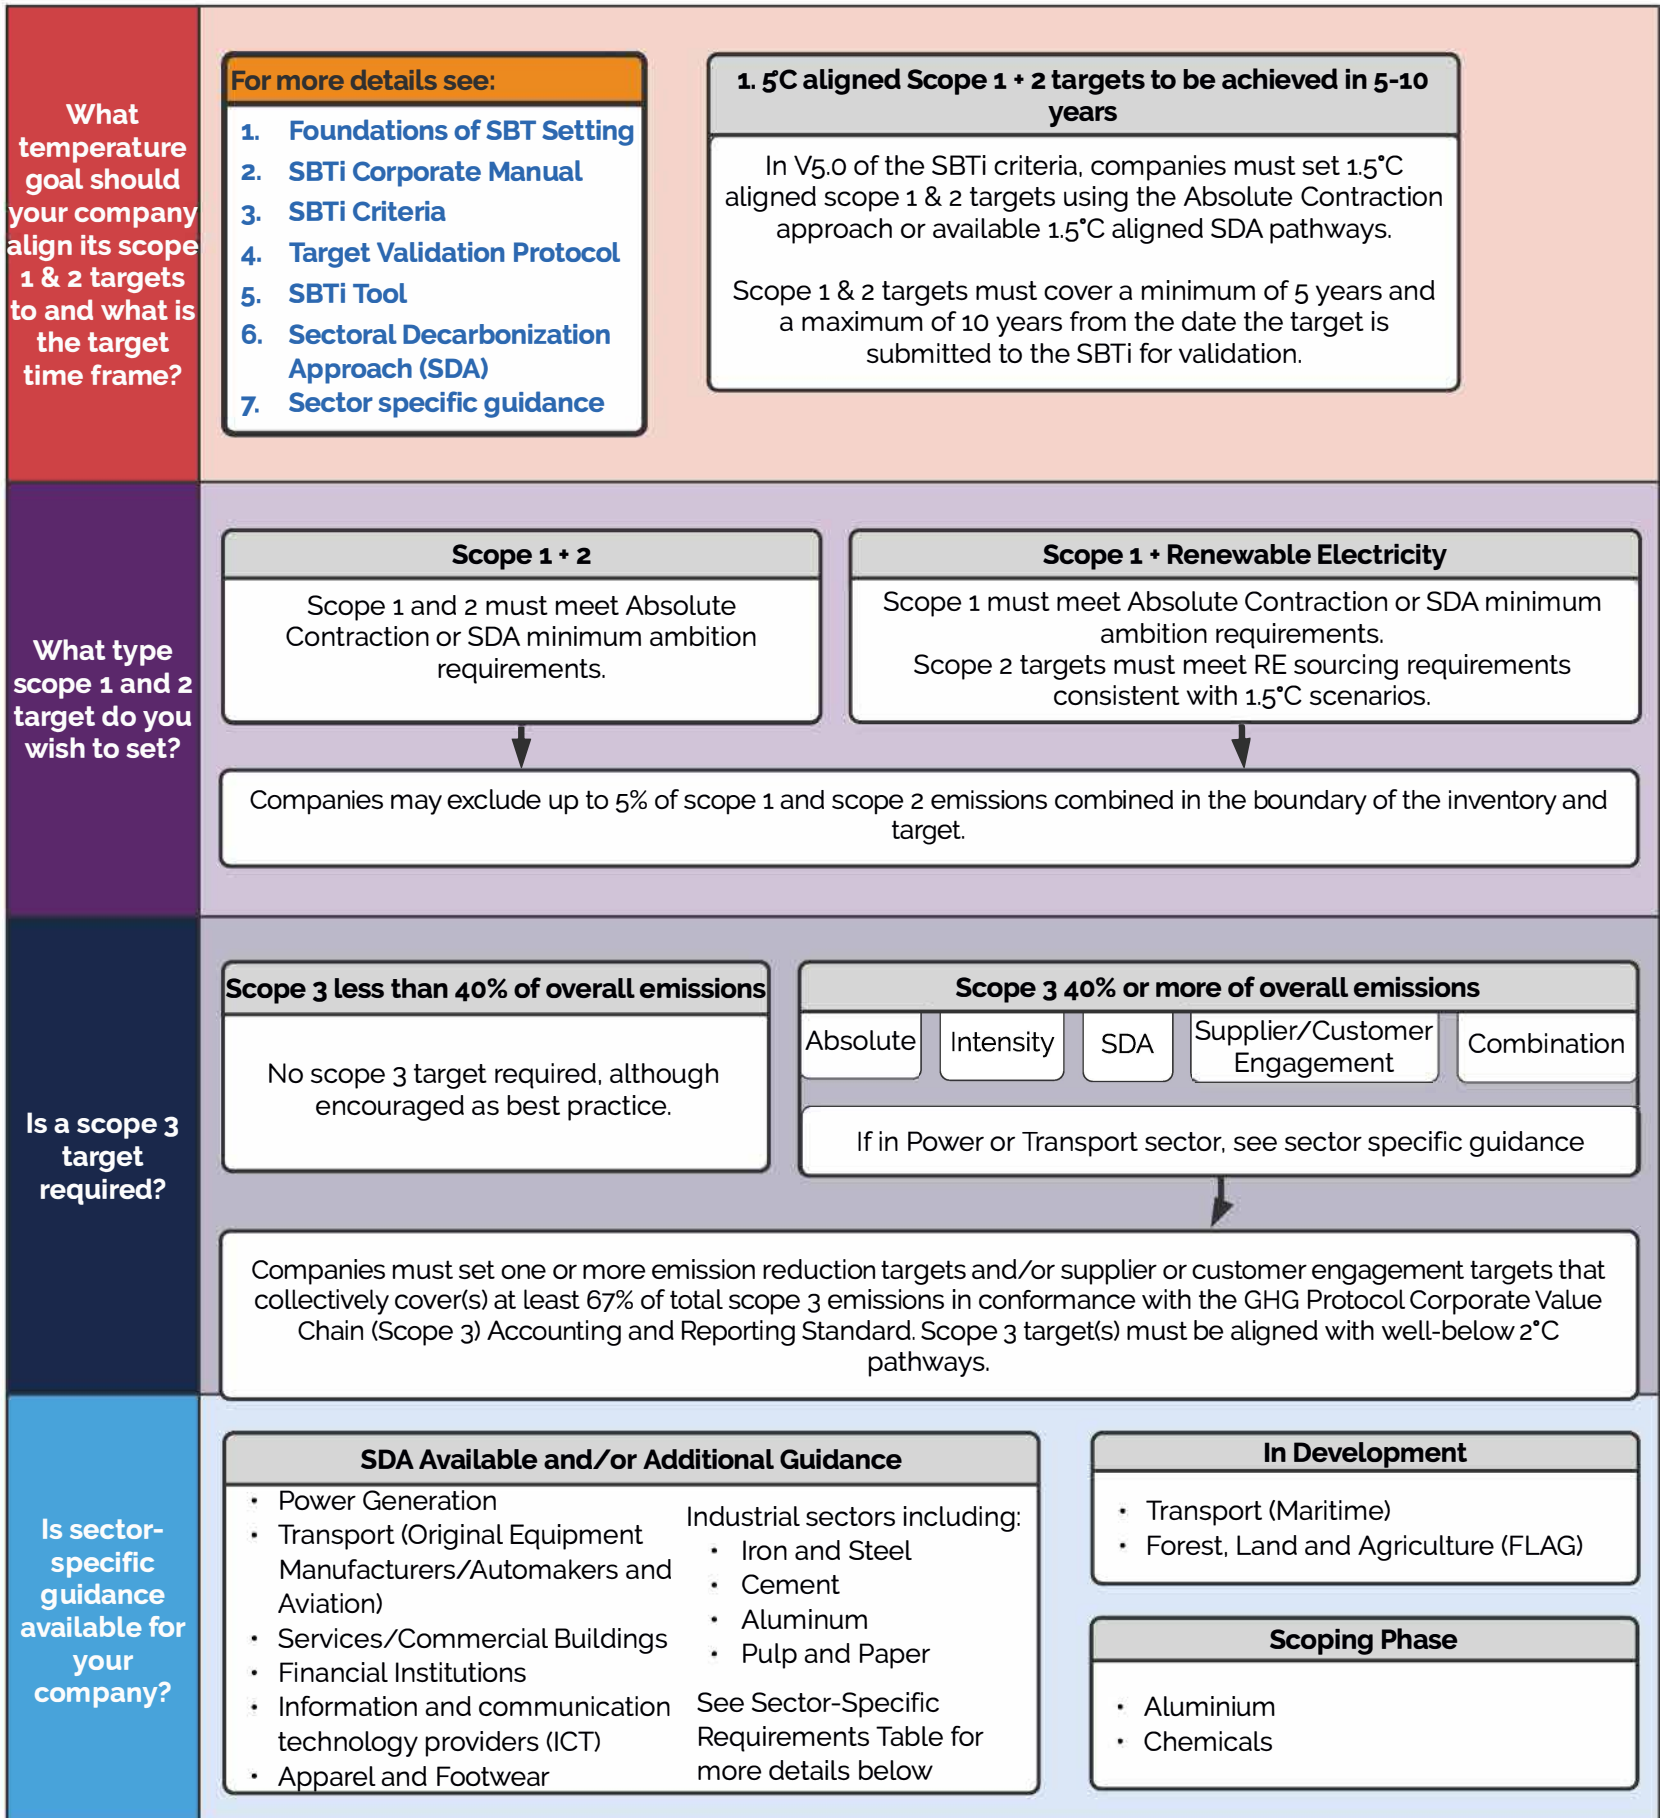 What
temperature
goal should
your company
align its scope
1 & 2 targets
to and what is
the target
time frame?
For more details see:
1. Foundations of SBT Setting
2. SBTi Corporate Manual
3. SBTi Criteria
4. Target Validation Protocol
5. SBTi Tool
6. Sectoral Decarbonization
Approach (SDA)
7. Sector specific guidance
1. 5°C aligned Scope 1 + 2 targets to be achieved in 5-10
years
In V5.0 of the SBTi criteria, companies must set 1.5°C
aligned scope 1 & 2 targets using the Absolute Contraction
approach or available 1.5°C aligned SDA pathways.
Scope 1 & 2 targets must cover a minimum of 5 years and
a maximum of 10 years from the date the target is
submitted to the SBTi for validation.
What type
scope 1 and 2
target do you
wish to set?
Scope 1 + 2
Scope 1 and 2 must meet Absolute
Contraction or SDA minimum ambition
requirements.
Scope 1 + Renewable Electricity
Scope 1 must meet Absolute Contraction or SDA minimum
ambition requirements.
Scope 2 targets must meet RE sourcing requirements
consistent with 1.5°C scenarios.
Companies may exclude up to 5% of scope 1 and scope 2 emissions combined in the boundary of the inventory and
target.
Is a scope 3
target
required?
Scope 3 less than 40% of overall emissions
No scope 3 target required, although
encouraged as best practice.
Scope 3 40% or more of overall emissions
Absolute
Intensity
SDA
Supplier/Customer
Engagement
Combination
If in Power or Transport sector, see sector specific guidance
Companies must set one or more emission reduction targets and/or supplier or customer engagement targets that
collectively cover(s) at least 67% of total scope 3 emissions in conformance with the GHG Protocol Corporate Value
Chain (Scope 3) Accounting and Reporting Standard. Scope 3 target(s) must be aligned with well-below 2°C
pathways.
Is sector-
specific
guidance
available for
your
company?
SDA Available and/or Additional Guidance
• Power Generation
• Transport (Original Equipment
Manufacturers/Automakers and
Aviation)
• Services/Commercial Buildings
• Financial Institutions
• Information and communication
technology providers (ICT)
• Apparel and Footwear
Industrial sectors including:
• Iron and Steel
• Cement
• Aluminum
• Pulp and Paper
See Sector-Specific
Requirements Table for
more details below
In Development
• Transport (Maritime)
• Forest, Land and Agriculture (FLAG)
Scoping Phase
• Aluminium
• Chemicals